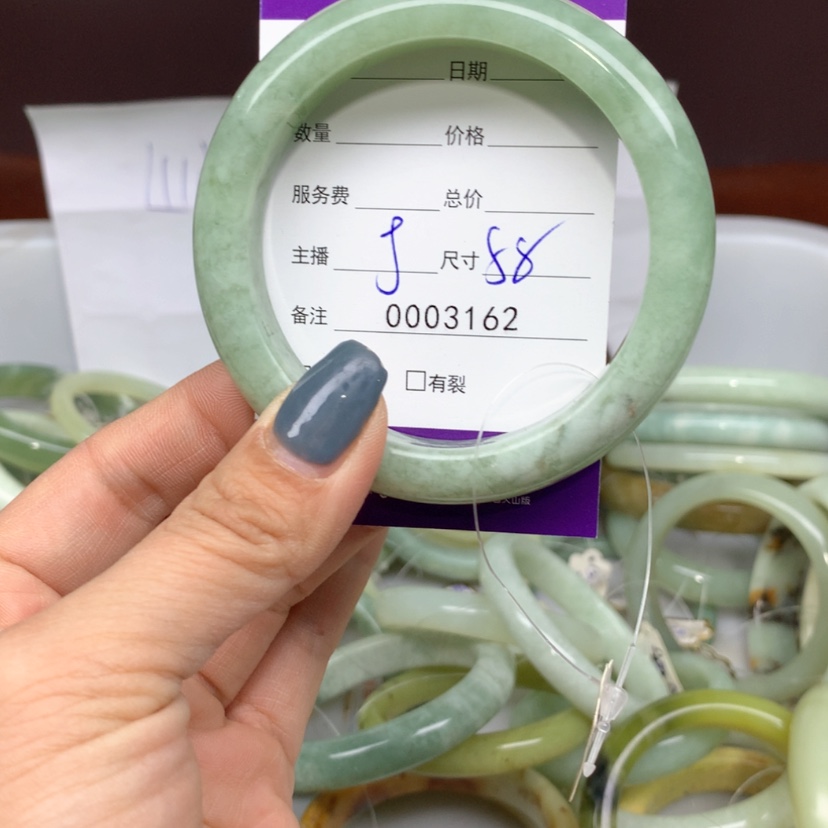 日期
数量 价格
服务费 总价
主播 尺寸 58
备注 0003162
□有裂